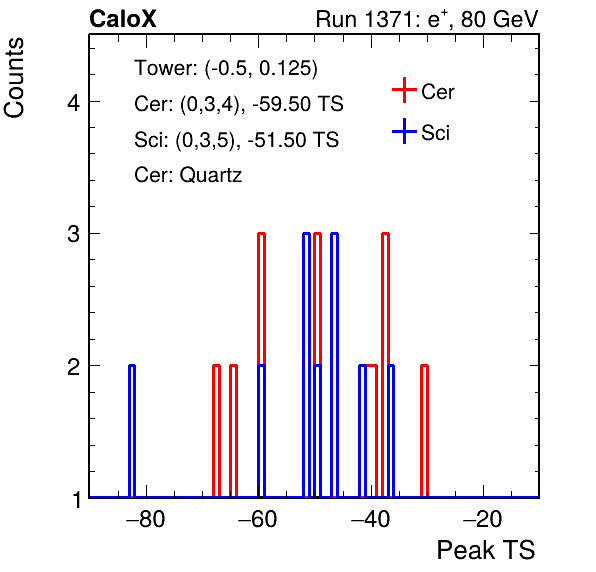 CaloX Run 1371: e⁺, 80 GeV
Counts
Tower: (-0.5, 0.125)
Cer: (0,3,4), -59.50 TS
Sci: (0,3,5), -51.50 TS
Cer: Quartz
Cer
Sci
4
3
2
1
−80 −60 −40 −20
Peak TS